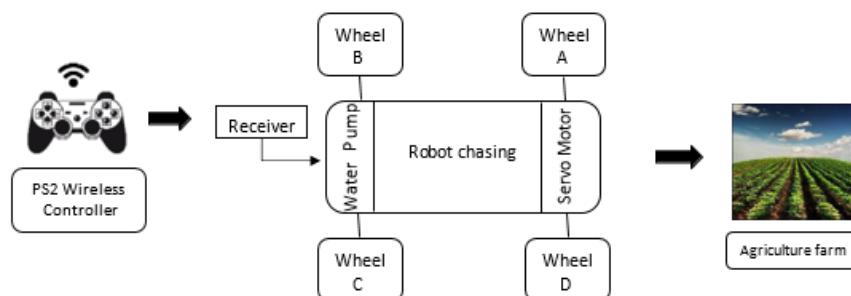 Wheel
B
Wheel
A
Receiver
Water Pump
Robot chasing
Servo Motor
PS2 Wireless
Controller
Agriculture farm
Wheel
C
Wheel
D